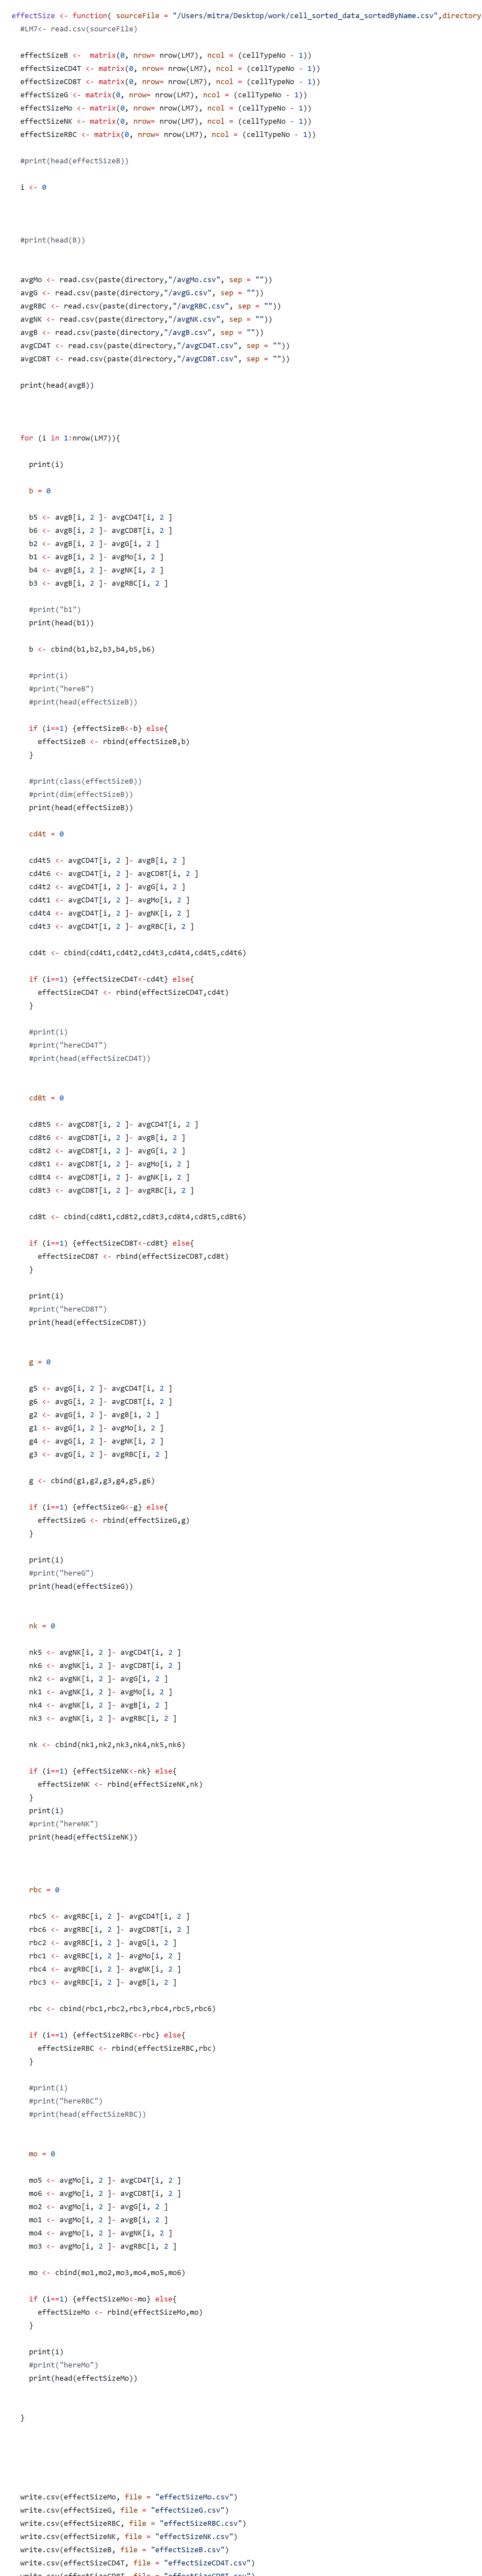 effectSize <- function( sourceFile = "/Users/mitra/Desktop/work/cell_sorted_data_sortedByName.csv",directory
#LM7<- read.csv(sourceFile)
effectSizeB <-  matrix(0, nrow= nrow(LM7), ncol = (cellTypeNo - 1))
effectSizeCD4T <- matrix(0, nrow= nrow(LM7), ncol = (cellTypeNo - 1))
effectSizeCD8T <- matrix(0, nrow= nrow(LM7), ncol = (cellTypeNo - 1))
effectSizeG <- matrix(0, nrow= nrow(LM7), ncol = (cellTypeNo - 1))
effectSizeMo <- matrix(0, nrow= nrow(LM7), ncol = (cellTypeNo - 1))
effectSizeNK <- matrix(0, nrow= nrow(LM7), ncol = (cellTypeNo - 1))
effectSizeRBC <- matrix(0, nrow= nrow(LM7), ncol = (cellTypeNo - 1))
#print(head(effectSizeB))
i <- 0
#print(head(B))
avgMo <- read.csv(paste(directory,"/avgMo.csv", sep = ""))
avgG <- read.csv(paste(directory,"/avgG.csv", sep = ""))
avgRBC <- read.csv(paste(directory,"/avgRBC.csv", sep = ""))
avgNK <- read.csv(paste(directory,"/avgNK.csv", sep = ""))
avgB <- read.csv(paste(directory,"/avgB.csv", sep = ""))
avgCD4T <- read.csv(paste(directory,"/avgCD4T.csv", sep = ""))
avgCD8T <- read.csv(paste(directory,"/avgCD8T.csv", sep = ""))
print(head(avgB))
for (i in 1:nrow(LM7)){
print(i)
b = 0
b5 <- avgB[i, 2 ]- avgCD4T[i, 2 ]
b6 <- avgB[i, 2 ]- avgCD8T[i, 2 ]
b2 <- avgB[i, 2 ]- avgG[i, 2 ]
b1 <- avgB[i, 2 ]- avgMo[i, 2 ]
b4 <- avgB[i, 2 ]- avgNK[i, 2 ]
b3 <- avgB[i, 2 ]- avgRBC[i, 2 ]
#print("b1")
print(head(b1))
b <- cbind(b1,b2,b3,b4,b5,b6)
#print(i)
#print("hereB")
#print(head(effectSizeB))
if (i==1) {effectSizeB<-b} else{
effectSizeB <- rbind(effectSizeB,b)
}
#print(class(effectSizeB))
#print(dim(effectSizeB))
print(head(effectSizeB))
cd4t = 0
cd4t5 <- avgCD4T[i, 2 ]- avgB[i, 2 ]
cd4t6 <- avgCD4T[i, 2 ]- avgCD8T[i, 2 ]
cd4t2 <- avgCD4T[i, 2 ]- avgG[i, 2 ]
cd4t1 <- avgCD4T[i, 2 ]- avgMo[i, 2 ]
cd4t4 <- avgCD4T[i, 2 ]- avgNK[i, 2 ]
cd4t3 <- avgCD4T[i, 2 ]- avgRBC[i, 2 ]
cd4t <- cbind(cd4t1,cd4t2,cd4t3,cd4t4,cd4t5,cd4t6)
if (i==1) {effectSizeCD4T<-cd4t} else{
effectSizeCD4T <- rbind(effectSizeCD4T,cd4t)
}
#print(i)
#print("hereCD4T")
#print(head(effectSizeCD4T))
cd8t = 0
cd8t5 <- avgCD8T[i, 2 ]- avgCD4T[i, 2 ]
cd8t6 <- avgCD8T[i, 2 ]- avgB[i, 2 ]
cd8t2 <- avgCD8T[i, 2 ]- avgG[i, 2 ]
cd8t1 <- avgCD8T[i, 2 ]- avgMo[i, 2 ]
cd8t4 <- avgCD8T[i, 2 ]- avgNK[i, 2 ]
cd8t3 <- avgCD8T[i, 2 ]- avgRBC[i, 2 ]
cd8t <- cbind(cd8t1,cd8t2,cd8t3,cd8t4,cd8t5,cd8t6)
if (i==1) {effectSizeCD8T<-cd8t} else{
effectSizeCD8T <- rbind(effectSizeCD8T,cd8t)
}
print(i)
#print("hereCD8T")
print(head(effectSizeCD8T))
g = 0
g5 <- avgG[i, 2 ]- avgCD4T[i, 2 ]
g6 <- avgG[i, 2 ]- avgCD8T[i, 2 ]
g2 <- avgG[i, 2 ]- avgB[i, 2 ]
g1 <- avgG[i, 2 ]- avgMo[i, 2 ]
g4 <- avgG[i, 2 ]- avgNK[i, 2 ]
g3 <- avgG[i, 2 ]- avgRBC[i, 2 ]
g <- cbind(g1,g2,g3,g4,g5,g6)
if (i==1) {effectSizeG<-g} else{
effectSizeG <- rbind(effectSizeG,g)
}
print(i)
#print("hereG")
print(head(effectSizeG))
nk = 0
nk5 <- avgNK[i, 2 ]- avgCD4T[i, 2 ]
nk6 <- avgNK[i, 2 ]- avgCD8T[i, 2 ]
nk2 <- avgNK[i, 2 ]- avgG[i, 2 ]
nk1 <- avgNK[i, 2 ]- avgMo[i, 2 ]
nk4 <- avgNK[i, 2 ]- avgB[i, 2 ]
nk3 <- avgNK[i, 2 ]- avgRBC[i, 2 ]
nk <- cbind(nk1,nk2,nk3,nk4,nk5,nk6)
if (i==1) {effectSizeNK<-nk} else{
effectSizeNK <- rbind(effectSizeNK,nk)
}
print(i)
#print("hereNK")
print(head(effectSizeNK))
rbc = 0
rbc5 <- avgRBC[i, 2 ]- avgCD4T[i, 2 ]
rbc6 <- avgRBC[i, 2 ]- avgCD8T[i, 2 ]
rbc2 <- avgRBC[i, 2 ]- avgG[i, 2 ]
rbc1 <- avgRBC[i, 2 ]- avgMo[i, 2 ]
rbc4 <- avgRBC[i, 2 ]- avgNK[i, 2 ]
rbc3 <- avgRBC[i, 2 ]- avgB[i, 2 ]
rbc <- cbind(rbc1,rbc2,rbc3,rbc4,rbc5,rbc6)
if (i==1) {effectSizeRBC<-rbc} else{
effectSizeRBC <- rbind(effectSizeRBC,rbc)
}
#print(i)
#print("hereRBC")
#print(head(effectSizeRBC))
mo = 0
mo5 <- avgMo[i, 2 ]- avgCD4T[i, 2 ]
mo6 <- avgMo[i, 2 ]- avgCD8T[i, 2 ]
mo2 <- avgMo[i, 2 ]- avgG[i, 2 ]
mo1 <- avgMo[i, 2 ]- avgB[i, 2 ]
mo4 <- avgMo[i, 2 ]- avgNK[i, 2 ]
mo3 <- avgMo[i, 2 ]- avgRBC[i, 2 ]
mo <- cbind(mo1,mo2,mo3,mo4,mo5,mo6)
if (i==1) {effectSizeMo<-mo} else{
effectSizeMo <- rbind(effectSizeMo,mo)
}
print(i)
#print("hereMo")
print(head(effectSizeMo))
}
write.csv(effectSizeMo, file = "effectSizeMo.csv")
write.csv(effectSizeG, file = "effectSizeG.csv")
write.csv(effectSizeRBC, file = "effectSizeRBC.csv")
write.csv(effectSizeNK, file = "effectSizeNK.csv")
write.csv(effectSizeB, file = "effectSizeB.csv")
write.csv(effectSizeCD4T, file = "effectSizeCD4T.csv")
write.csv(effectSizeCD8T, file = "effectSizeCD8T.csv")